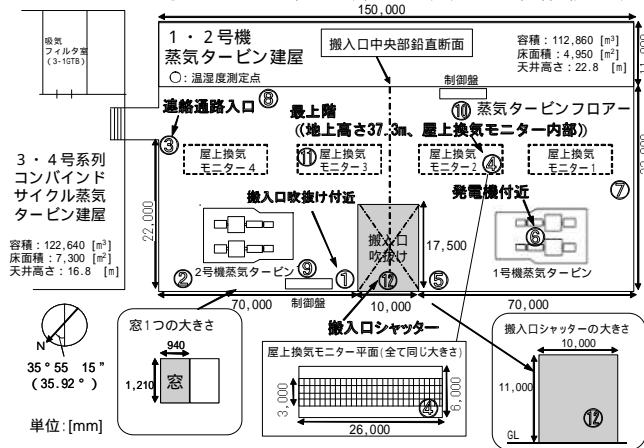 150,000
吸気
フィルタ室
(3-1GTB)
1・2号機
蒸気タービン建屋
〇: 温湿度測定点
搬入口中央部鉛直断面
容積：112,860 [m³]
床面積：4,950 [m²]
天井高さ：22.8 [m]
制御盤
連絡通路入口
⑧
最上階
((地上高さ37.3m、屋上換気モニター内部))
⑩ 蒸気タービンフロアー
③
屋上換気
モニター4
⑪
屋上換気
モニター3
屋上換気
モニター2
④
屋上換気
モニター1
⑦
3・4号系列
コンバインド
サイクル蒸気
タービン建屋
容積：122,640 [m³]
床面積：7,300 [m²]
天井高さ：16.8 [m]
22,000
搬入口吹抜け付近
発電機付近
搬入口
吹抜け
17,500
⑥
② 2号機蒸気タービン
⑨
①
⑫
⑤
1号機蒸気タービン
70,000
制御盤
10,000
70,000
搬入口シャッター
N
35°55′15"
(35.92°)
単位:[mm]
窓1つの大きさ
940
1,210
窓
屋上換気モニター平面(全て同じ大きさ)
3,000
6,000
④
26,000
搬入口シャッターの大きさ
10,000
11,000
GL
⑫